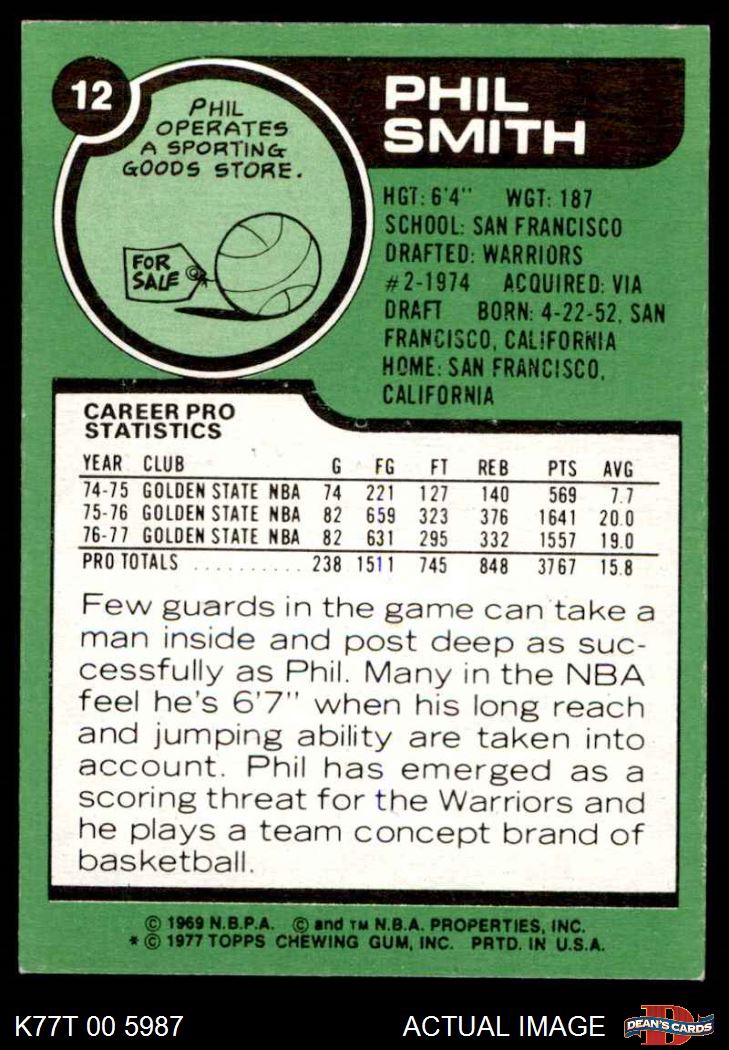 12
PHIL
OPERATES
A SPORTING
GOODS STORE.
FOR
SALE
PHIL
SMITH
HGT: 6'4" WGT: 187
SCHOOL: SAN FRANCISCO
DRAFTED: WARRIORS
#2-1974 ACQUIRED: VIA
DRAFT BORN: 4-22-52, SAN
FRANCISCO, CALIFORNIA
HOME: SAN FRANCISCO,
CALIFORNIA
CAREER PRO
STATISTICS
YEAR CLUB G FG FT REB PTS AVG
74-75 GOLDEN STATE NBA 74 221 127 140 569 7.7
75-76 GOLDEN STATE NBA 82 659 323 376 1641 20.0
76-77 GOLDEN STATE NBA 82 631 295 332 1557 19.0
PRO TOTALS .......... 238 1511 745 848 3767 15.8
Few guards in the game can take a
man inside and post deep as suc-
cessfully as Phil. Many in the NBA
feel he's 6'7" when his long reach
and jumping ability are taken into
account. Phil has emerged as a
scoring threat for the Warriors and
he plays a team concept brand of
basketball.
© 1969 N.B.P.A. © and TM N.B.A. PROPERTIES, INC.
* © 1977 TOPPS CHEWING GUM, INC. PRTD. IN U.S.A.
K77T 00 5987 ACTUAL IMAGE
D
DEAN'S CARDS